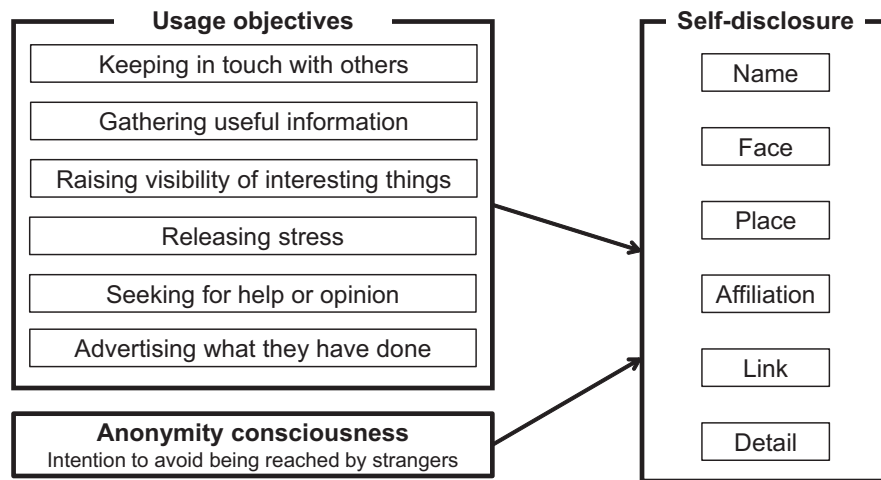 Usage objectives
Keeping in touch with others
Gathering useful information
Raising visibility of interesting things
Releasing stress
Seeking for help or opinion
Advertising what they have done
Anonymity consciousness
Intention to avoid being reached by strangers
Self-disclosure
Name
Face
Place
Affiliation
Link
Detail